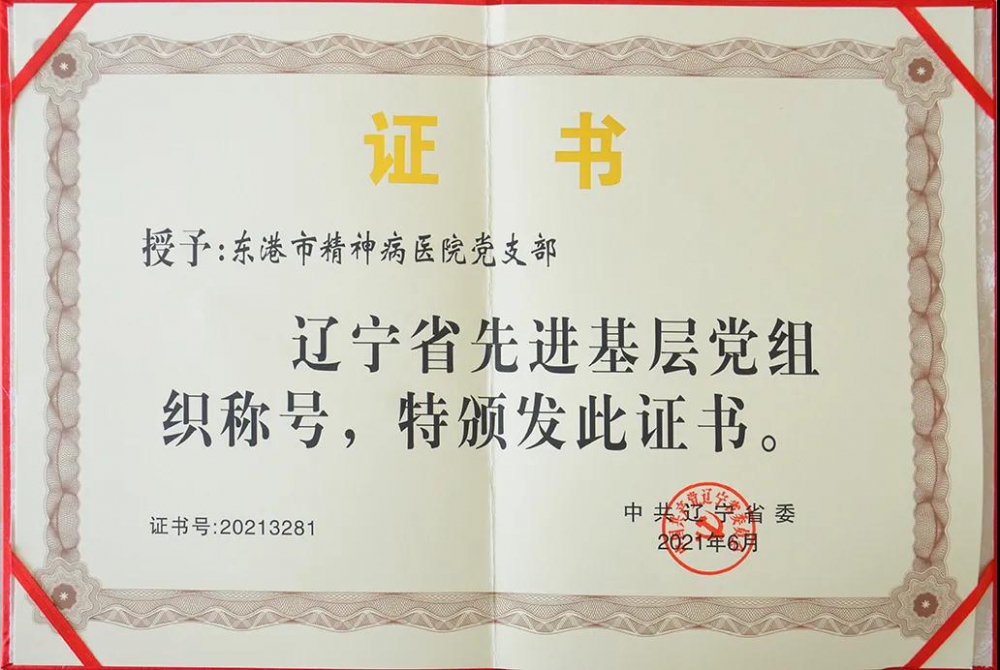 证书
授予:东港市精神病医院党支部
辽宁省先进基层党组
织称号，特颁发此证书。
证书号:20213281
中共辽宁省委
2021年6月